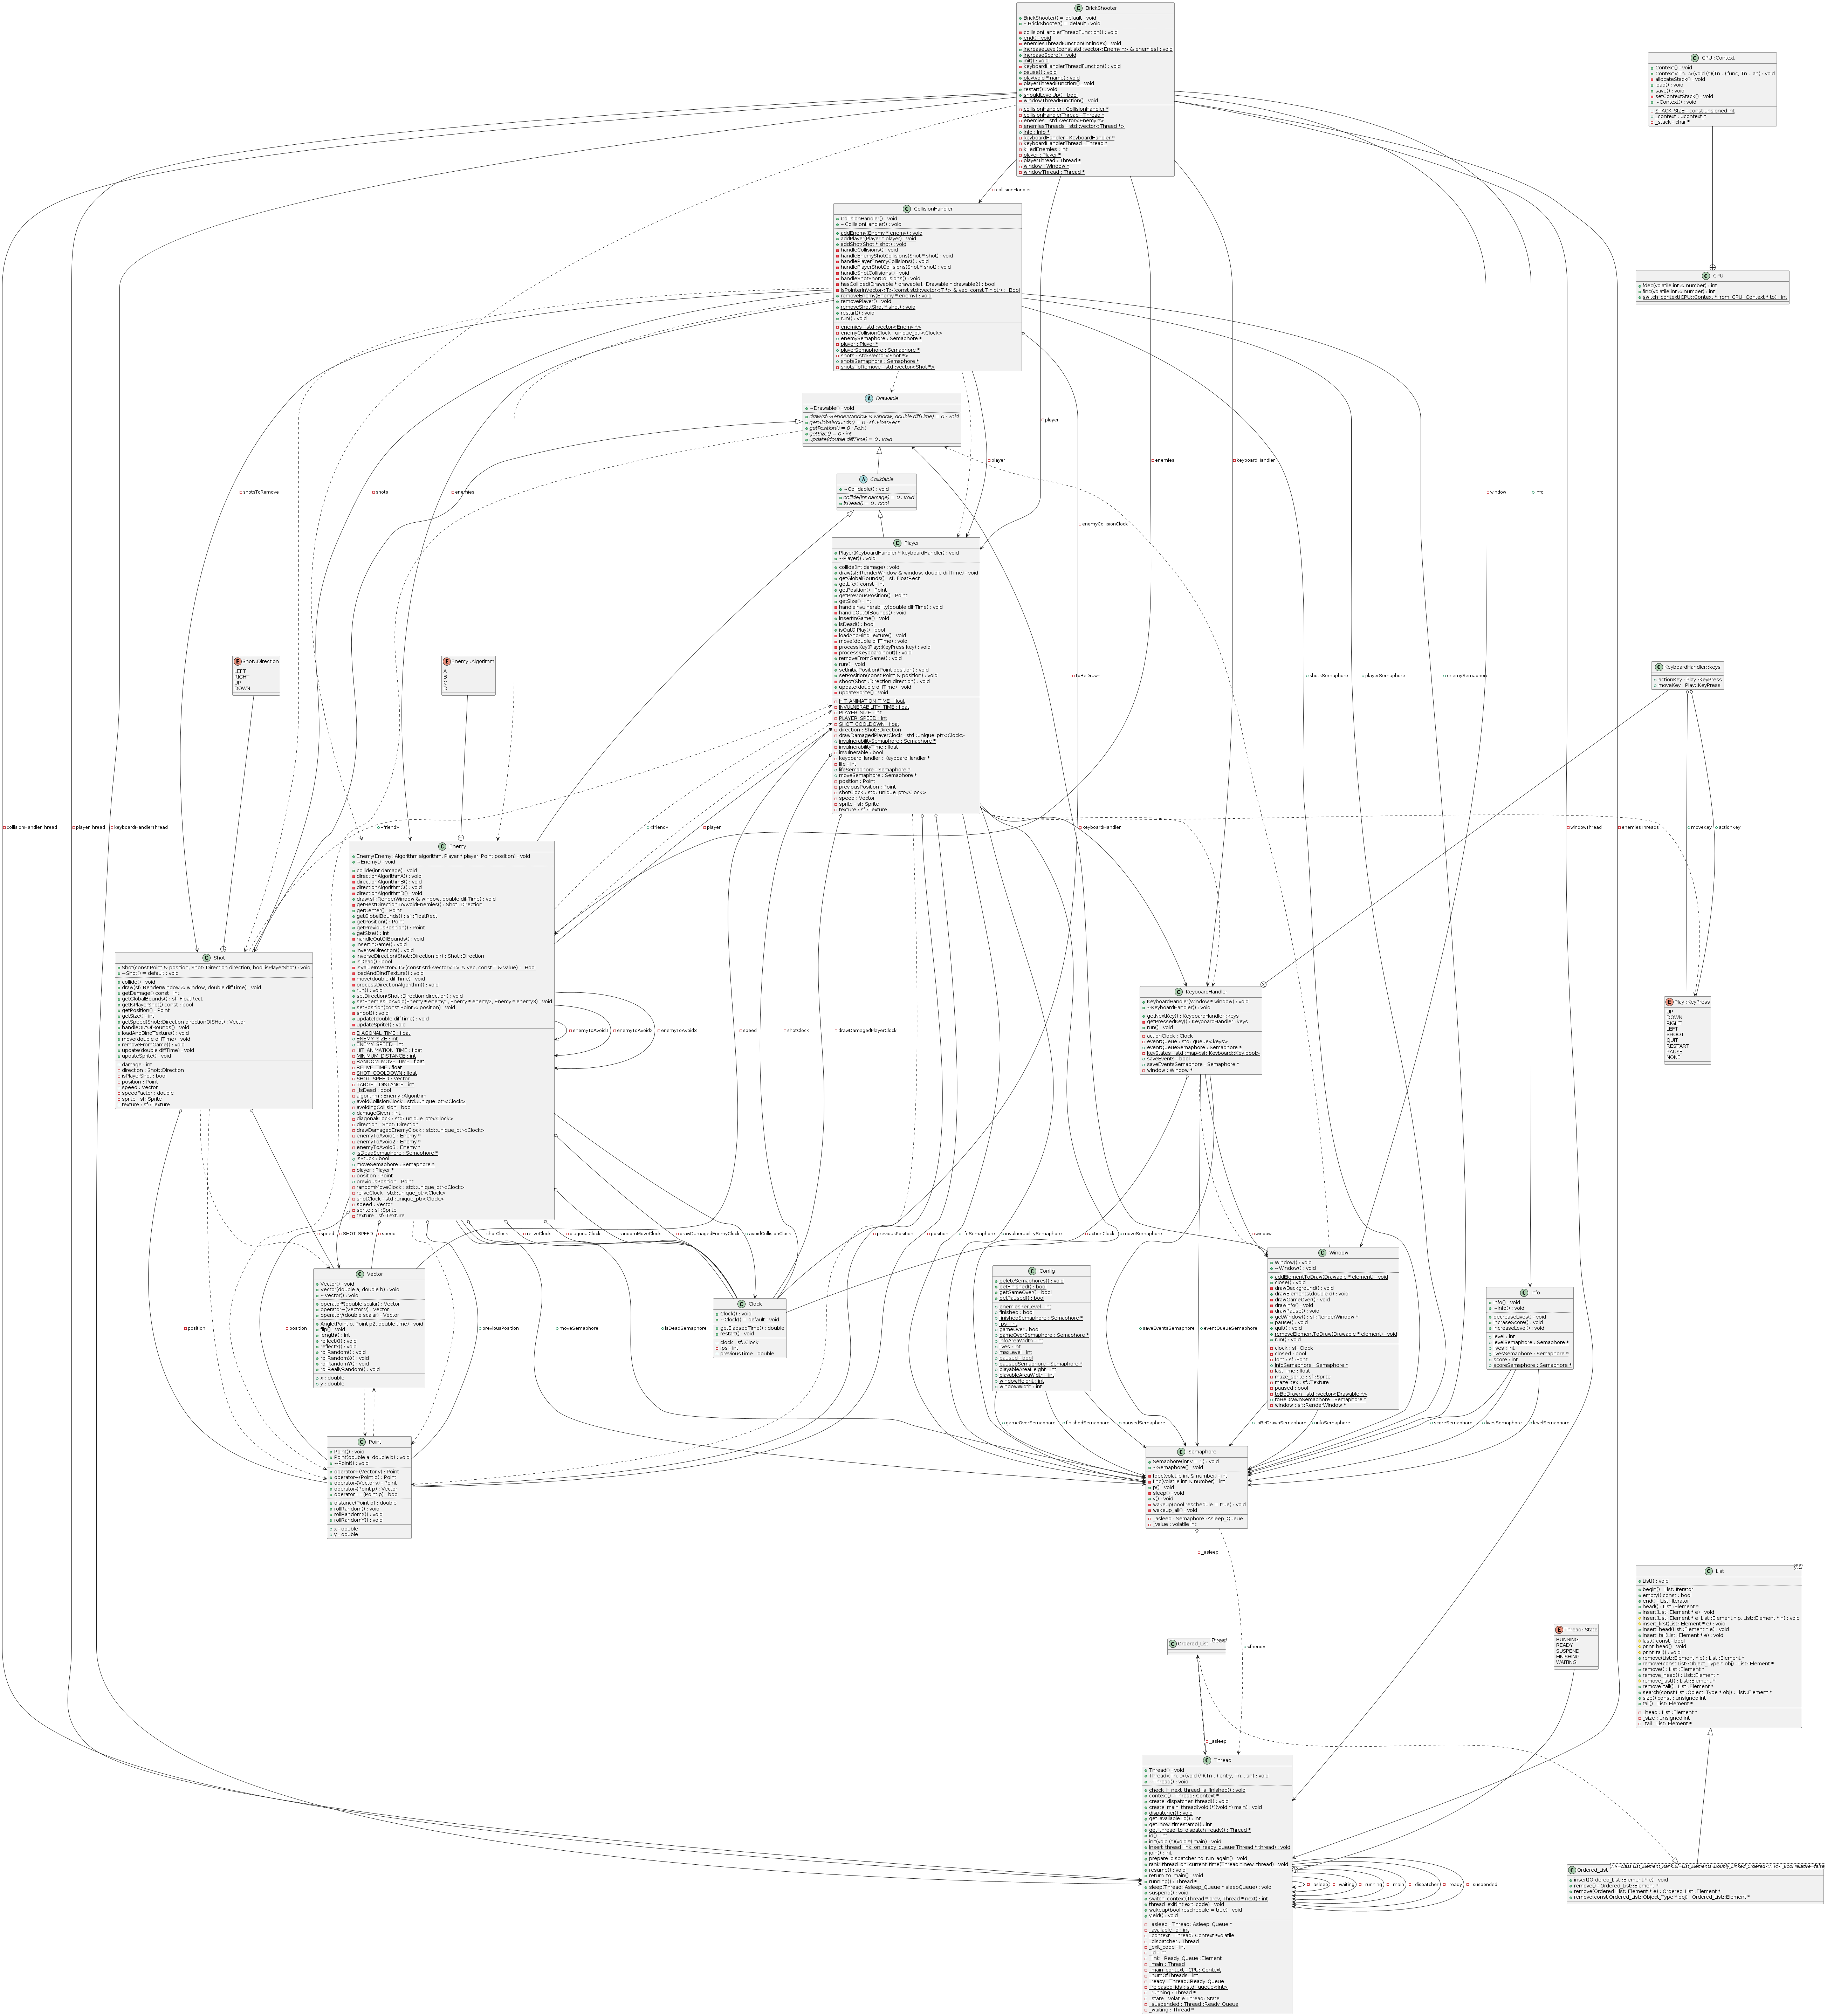 BrickShooter
BrickShooter() = default : void
~BrickShooter() = default : void
collisionHandlerThreadFunction() : void
end() : void
enemiesThreadFunction(int index) : void
increaseLevel(const std::vector<Enemy *> & enemies) : void
increaseScore() : void
init() : void
keyboardHandlerThreadFunction() : void
pause() : void
play(void * name) : void
playerThreadFunction() : void
restart() : void
shouldLevelUp() : bool
windowThreadFunction() : void
collisionHandler : CollisionHandler *
collisionHandlerThread : Thread *
enemies : std::vector<Enemy *>
enemiesThreads : std::vector<Thread *>
info : Info *
keyboardHandler : KeyboardHandler *
keyboardHandlerThread : Thread *
killedEnemies : int
player : Player *
playerThread : Thread *
window : Window *
windowThread : Thread *
CPU::Context
Context() : void
Context<Tn...>(void (*)(Tn...) func, Tn... an) : void
allocateStack() : void
load() : void
save() : void
setContextStack() : void
~Context() : void
STACK_SIZE : const unsigned int
_context : ucontext_t
_stack : char *
CPU
fdec(volatile int & number) : int
finc(volatile int & number) : int
switch_context(CPU::Context * from, CPU::Context * to) : int
collisionHandler
CollisionHandler
CollisionHandler() : void
~CollisionHandler() : void
addEnemy(Enemy * enemy) : void
addPlayer(Player * player) : void
addShot(Shot * shot) : void
handleCollisions() : void
handleEnemyShotCollisions(Shot * shot) : void
handlePlayerEnemyCollisions() : void
handlePlayerShotCollisions(Shot * shot) : void
handleShotCollisions() : void
handleShotShotCollisions() : void
hasCollided(Drawable * drawable1, Drawable * drawable2) : bool
isPointerInVector<T>(const std::vector<T *> & vec, const T * ptr) : _Bool
removeEnemy(Enemy * enemy) : void
removePlayer() : void
removeShot(Shot * shot) : void
restart() : void
run() : void
enemies : std::vector<Enemy *>
enemyCollisionClock : unique_ptr<Clock>
enemySemaphore : Semaphore *
player : Player *
playerSemaphore : Semaphore *
shots : std::vector<Shot *>
shotsSemaphore : Semaphore *
shotsToRemove : std::vector<Shot *>
Drawable
~Drawable() : void
draw(sf::RenderWindow & window, double diffTime) = 0 : void
getGlobalBounds() = 0 : sf::FloatRect
getPosition() = 0 : Point
getSize() = 0 : int
update(double diffTime) = 0 : void
player
keyboardHandler
Collidable
~Collidable() : void
collide(int damage) = 0 : void
isDead() = 0 : bool
shotsToRemove
shots
enemies
player
enemies
window
info
enemyCollisionClock
Player
Player(KeyboardHandler * keyboardHandler) : void
~Player() : void
collide(int damage) : void
draw(sf::RenderWindow & window, double diffTime) : void
getGlobalBounds() : sf::FloatRect
getLife() const : int
getPosition() : Point
getPreviousPosition() : Point
getSize() : int
handleInvulnerability(double diffTime) : void
handleOutOfBounds() : void
insertInGame() : void
isDead() : bool
isOutOfPlay() : bool
loadAndBindTexture() : void
move(double diffTime) : void
processKey(Play::KeyPress key) : void
processKeyboardInput() : void
removeFromGame() : void
run() : void
setInitialPosition(Point position) : void
setPosition(const Point & position) : void
shoot(Shot::Direction direction) : void
update(double diffTime) : void
updateSprite() : void
HIT_ANIMATION_TIME : float
INVULNERABILITY_TIME : float
PLAYER_SIZE : int
PLAYER_SPEED : int
SHOT_COOLDOWN : float
direction : Shot::Direction
drawDamagedPlayerClock : std::unique_ptr<Clock>
invulnerabilitySemaphore : Semaphore *
invulnerabilityTime : float
invulnerable : bool
keyboardHandler : KeyboardHandler *
life : int
lifeSemaphore : Semaphore *
moveSemaphore : Semaphore *
position : Point
previousPosition : Point
shotClock : std::unique_ptr<Clock>
speed : Vector
sprite : sf::Sprite
texture : sf::Texture
toBeDrawn
shotsSemaphore
playerSemaphore
enemySemaphore
Shot::Direction
LEFT
RIGHT
UP
DOWN
Enemy::Algorithm
A
B
C
D
KeyboardHandler::keys
actionKey : Play::KeyPress
moveKey : Play::KeyPress
collisionHandlerThread
playerThread
keyboardHandlerThread
«friend»
«friend»
player
keyboardHandler
windowThread
enemiesThreads
moveKey
actionKey
Enemy
Enemy(Enemy::Algorithm algorithm, Player * player, Point position) : void
~Enemy() : void
collide(int damage) : void
directionAlgorithmA() : void
directionAlgorithmB() : void
directionAlgorithmC() : void
directionAlgorithmD() : void
draw(sf::RenderWindow & window, double diffTime) : void
getBestDirectionToAvoidEnemies() : Shot::Direction
getCenter() : Point
getGlobalBounds() : sf::FloatRect
getPosition() : Point
getPreviousPosition() : Point
getSize() : int
handleOutOfBounds() : void
insertInGame() : void
inverseDirection() : void
inverseDirection(Shot::Direction dir) : Shot::Direction
isDead() : bool
isValueInVector<T>(const std::vector<T> & vec, const T & value) : _Bool
loadAndBindTexture() : void
move(double diffTime) : void
processDirectionAlgorithm() : void
run() : void
setDirection(Shot::Direction direction) : void
setEnemiesToAvoid(Enemy * enemy1, Enemy * enemy2, Enemy * enemy3) : void
setPosition(const Point & position) : void
shoot() : void
update(double diffTime) : void
updateSprite() : void
DIAGONAL_TIME : float
ENEMY_SIZE : int
ENEMY_SPEED : int
HIT_ANIMATION_TIME : float
MINIMUM_DISTANCE : int
RANDOM_MOVE_TIME : float
RELIVE_TIME : float
SHOT_COOLDOWN : float
SHOT_SPEED : Vector
TARGET_DISTANCE : int
_isDead : bool
algorithm : Enemy::Algorithm
avoidCollisionClock : std::unique_ptr<Clock>
avoidingCollision : bool
damageGiven : int
diagonalClock : std::unique_ptr<Clock>
direction : Shot::Direction
drawDamagedEnemyClock : std::unique_ptr<Clock>
enemyToAvoid1 : Enemy *
enemyToAvoid2 : Enemy *
enemyToAvoid3 : Enemy *
isDeadSemaphore : Semaphore *
isStuck : bool
moveSemaphore : Semaphore *
player : Player *
position : Point
previousPosition : Point
randomMoveClock : std::unique_ptr<Clock>
reliveClock : std::unique_ptr<Clock>
shotClock : std::unique_ptr<Clock>
speed : Vector
sprite : sf::Sprite
texture : sf::Texture
Shot
Shot(const Point & position, Shot::Direction direction, bool isPlayerShot) : void
~Shot() = default : void
collide() : void
draw(sf::RenderWindow & window, double diffTime) : void
getDamage() const : int
getGlobalBounds() : sf::FloatRect
getIsPlayerShot() const : bool
getPosition() : Point
getSize() : int
getSpeed(Shot::Direction directionOfShot) : Vector
handleOutOfBounds() : void
loadAndBindTexture() : void
move(double diffTime) : void
removeFromGame() : void
update(double diffTime) : void
updateSprite() : void
damage : int
direction : Shot::Direction
isPlayerShot : bool
position : Point
speed : Vector
speedFactor : double
sprite : sf::Sprite
texture : sf::Texture
enemyToAvoid1
enemyToAvoid2
enemyToAvoid3
speed
shotClock
drawDamagedPlayerClock
KeyboardHandler
KeyboardHandler(Window * window) : void
~KeyboardHandler() : void
getNextKey() : KeyboardHandler::keys
getPressedKey() : KeyboardHandler::keys
run() : void
actionClock : Clock
eventQueue : std::queue<keys>
eventQueueSemaphore : Semaphore *
keyStates : std::map<sf::Keyboard::Key,bool>
saveEvents : bool
saveEventsSemaphore : Semaphore *
window : Window *
Play::KeyPress
UP
DOWN
RIGHT
LEFT
SHOOT
QUIT
RESTART
PAUSE
NONE
speed
SHOT_SPEED
speed
shotClock
reliveClock
diagonalClock
randomMoveClock
drawDamagedEnemyClock
avoidCollisionClock
previousPosition
position
lifeSemaphore
invulnerabilitySemaphore
actionClock
moveSemaphore
saveEventsSemaphore
eventQueueSemaphore
window
Vector
Vector() : void
Vector(double a, double b) : void
~Vector() : void
operator*(double scalar) : Vector
operator+(Vector v) : Vector
operator/(double scalar) : Vector
Angle(Point p, Point p2, double time) : void
flip() : void
length() : int
reflectX() : void
reflectY() : void
rollRandom() : void
rollRandomX() : void
rollRandomY() : void
rollReallyRandom() : void
x : double
y : double
position
position
previousPosition
Clock
Clock() : void
~Clock() = default : void
getElapsedTime() : double
restart() : void
clock : sf::Clock
fps : int
previousTime : double
moveSemaphore
isDeadSemaphore
Config
deleteSemaphores() : void
getFinished() : bool
getGameOver() : bool
getPaused() : bool
enemiesPerLevel : int
finished : bool
finishedSemaphore : Semaphore *
fps : int
gameOver : bool
gameOverSemaphore : Semaphore *
infoAreaWidth : int
lives : int
maxLevel : int
paused : bool
pausedSemaphore : Semaphore *
playableAreaHeight : int
playableAreaWidth : int
windowHeight : int
windowWidth : int
Window
Window() : void
~Window() : void
addElementToDraw(Drawable * element) : void
close() : void
drawBackground() : void
drawElements(double d) : void
drawGameOver() : void
drawInfo() : void
drawPause() : void
getWindow() : sf::RenderWindow *
pause() : void
quit() : void
removeElementToDraw(Drawable * element) : void
run() : void
clock : sf::Clock
closed : bool
font : sf::Font
infoSemaphore : Semaphore *
lastTime : float
maze_sprite : sf::Sprite
maze_tex : sf::Texture
paused : bool
toBeDrawn : std::vector<Drawable *>
toBeDrawnSemaphore : Semaphore *
window : sf::RenderWindow *
Info
Info() : void
~Info() : void
decreaseLives() : void
incraseScore() : void
increaseLevel() : void
level : int
levelSemaphore : Semaphore *
lives : int
livesSemaphore : Semaphore *
score : int
scoreSemaphore : Semaphore *
gameOverSemaphore
finishedSemaphore
pausedSemaphore
toBeDrawnSemaphore
infoSemaphore
scoreSemaphore
livesSemaphore
levelSemaphore
Point
Point() : void
Point(double a, double b) : void
~Point() : void
operator+(Vector v) : Point
operator+(Point p) : Point
operator-(Vector v) : Point
operator-(Point p) : Vector
operator==(Point p) : bool
distance(Point p) : double
rollRandom() : void
rollRandomX() : void
rollRandomY() : void
x : double
y : double
Semaphore
Semaphore(int v = 1) : void
~Semaphore() : void
fdec(volatile int & number) : int
finc(volatile int & number) : int
p() : void
sleep() : void
v() : void
wakeup(bool reschedule = true) : void
wakeup_all() : void
_asleep : Semaphore::Asleep_Queue
_value : volatile int
_asleep
«friend»
Ordered_List
Thread
_asleep
Thread::State
RUNNING
READY
SUSPEND
FINISHING
WAITING
List
T,El
List() : void
begin() : List::Iterator
empty() const : bool
end() : List::Iterator
head() : List::Element *
insert(List::Element * e) : void
insert(List::Element * e, List::Element * p, List::Element * n) : void
insert_first(List::Element * e) : void
insert_head(List::Element * e) : void
insert_tail(List::Element * e) : void
last() const : bool
print_head() : void
print_tail() : void
remove(List::Element * e) : List::Element *
remove(const List::Object_Type * obj) : List::Element *
remove() : List::Element *
remove_head() : List::Element *
remove_last() : List::Element *
remove_tail() : List::Element *
search(const List::Object_Type * obj) : List::Element *
size() const : unsigned int
tail() : List::Element *
_head : List::Element *
_size : unsigned int
_tail : List::Element *
Thread
Thread() : void
Thread<Tn...>(void (*)(Tn...) entry, Tn... an) : void
~Thread() : void
check_if_next_thread_is_finished() : void
context() : Thread::Context *
create_dispatcher_thread() : void
create_main_thread(void (*)(void *) main) : void
dispatcher() : void
get_available_id() : int
get_now_timestamp() : int
get_thread_to_dispatch_ready() : Thread *
id() : int
init(void (*)(void *) main) : void
insert_thread_link_on_ready_queue(Thread * thread) : void
join() : int
prepare_dispatcher_to_run_again() : void
rank_thread_on_current_time(Thread * new_thread) : void
resume() : void
return_to_main() : void
running() : Thread *
sleep(Thread::Asleep_Queue * sleepQueue) : void
suspend() : void
switch_context(Thread * prev, Thread * next) : int
thread_exit(int exit_code) : void
wakeup(bool reschedule = true) : void
yield() : void
_asleep : Thread::Asleep_Queue *
_available_id : int
_context : Thread::Context *volatile
_dispatcher : Thread
_exit_code : int
_id : int
_link : Ready_Queue::Element
_main : Thread
_main_context : CPU::Context
_numOfThreads : int
_ready : Thread::Ready_Queue
_released_ids : std::queue<int>
_running : Thread *
_state : volatile Thread::State
_suspended : Thread::Ready_Queue
_waiting : Thread *
_asleep
_waiting
_running
_main
_dispatcher
_ready
_suspended
Ordered_List
T,R=class List_Element_Rank,El=List_Elements::Doubly_Linked_Ordered<T, R>,_Bool relative=false
insert(Ordered_List::Element * e) : void
remove() : Ordered_List::Element *
remove(Ordered_List::Element * e) : Ordered_List::Element *
remove(const Ordered_List::Object_Type * obj) : Ordered_List::Element *